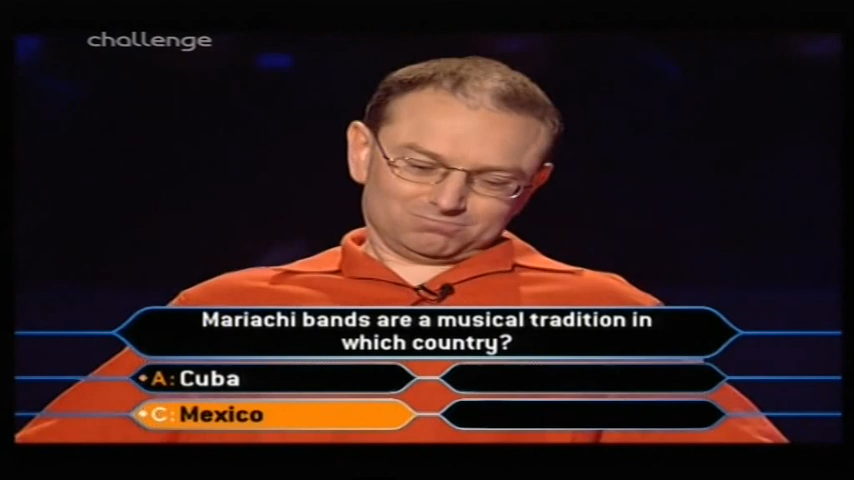 challenge
Mariachi bands are a musical tradition in
which country?
A: Cuba
C: Mexico